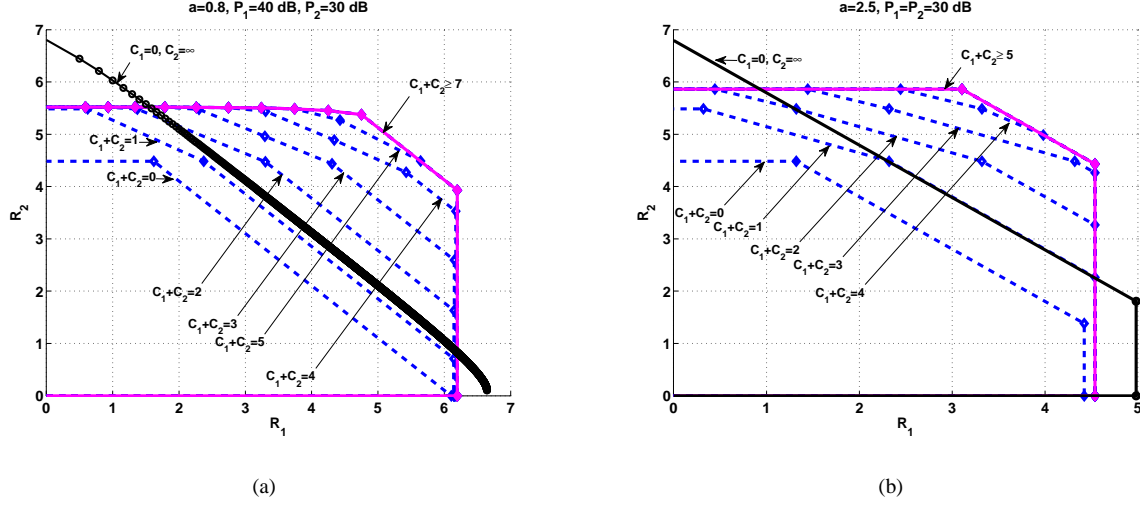 a=0.8, P₁=40 dB, P₂=30 dB
7
6
5
4
3
2
1
0
R₂
0 1 2 3 4 5 6 7
R₁
C₁=0, C₂=∞
C₁+C₂≥ 7
C₁+C₂=1
C₁+C₂=0
C₁+C₂=2
C₁+C₂=3
C₁+C₂=5
C₁+C₂=4
(a)
a=2.5, P₁=P₂=30 dB
7
6
5
4
3
2
1
0
R₂
0 1 2 3 4 5
R₁
C₁=0, C₂=∞
C₁+C₂≥ 5
C₁+C₂=0
C₁+C₂=1
C₁+C₂=2
C₁+C₂=3
C₁+C₂=4
(b)